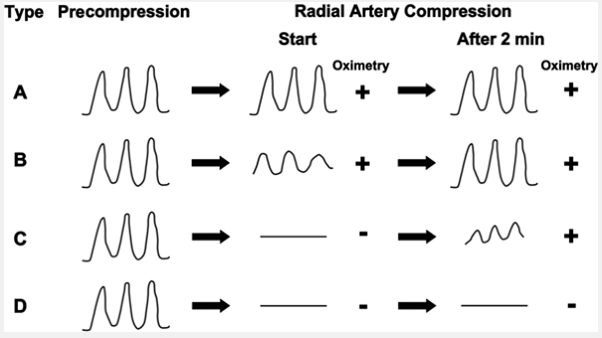 Type Precompression Radial Artery Compression
Start After 2 min
Oximetry Oximetry
A + +
B + +
C - +
D - -